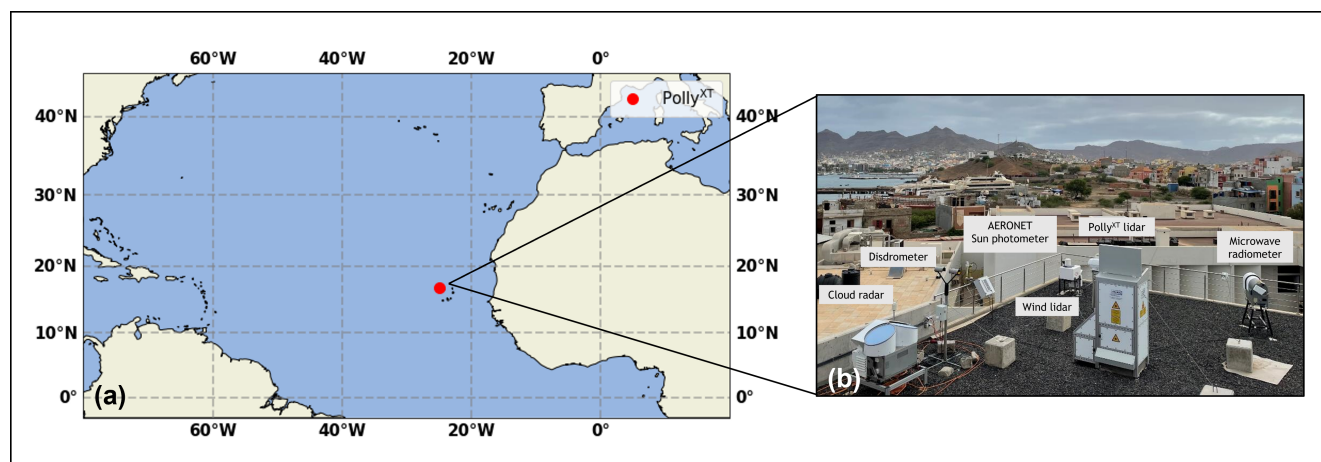 60°W 40°W 20°W 0°
Polly^XT
40°N 40°N
30°N 30°N
20°N 20°N
10°N 10°N
0° 0°
60°W 40°W 20°W 0°
(a)
AERONET
Sun photometer
Polly^XT lidar
Microwave
radiometer
Disdrometer
Cloud radar
Wind lidar
(b)